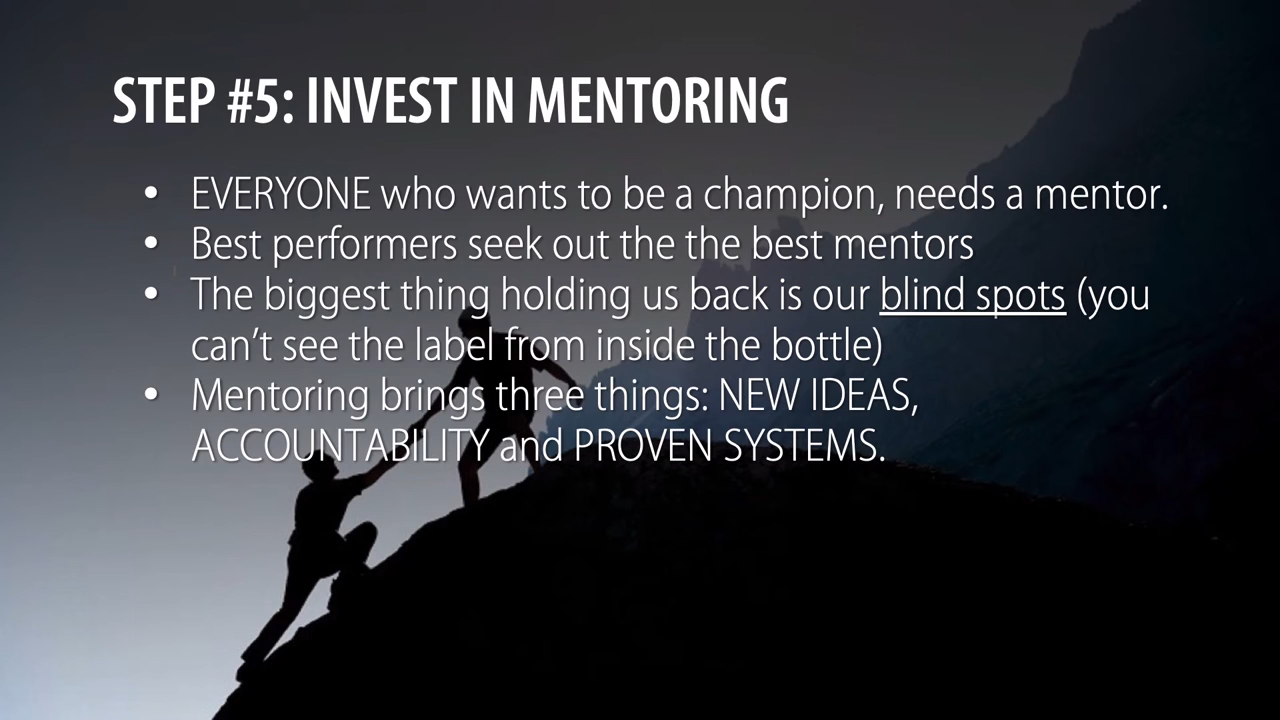 STEP #5: INVEST IN MENTORING
• EVERYONE who wants to be a champion, needs a mentor.
• Best performers seek out the the best mentors
• The biggest thing holding us back is our blind spots (you
can’t see the label from inside the bottle)
• Mentoring brings three things: NEW IDEAS,
ACCOUNTABILITY and PROVEN SYSTEMS.